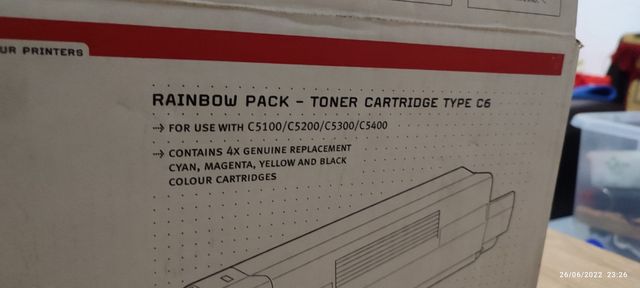 UR PRINTERS
RAINBOW PACK - TONER CARTRIDGE TYPE C6
FOR USE WITH C5100/C5200/C5300/C5400
CONTAINS 4X GENUINE REPLACEMENT
CYAN, MAGENTA, YELLOW AND BLACK
COLOUR CARTRIDGES
26/06/2022 23:26